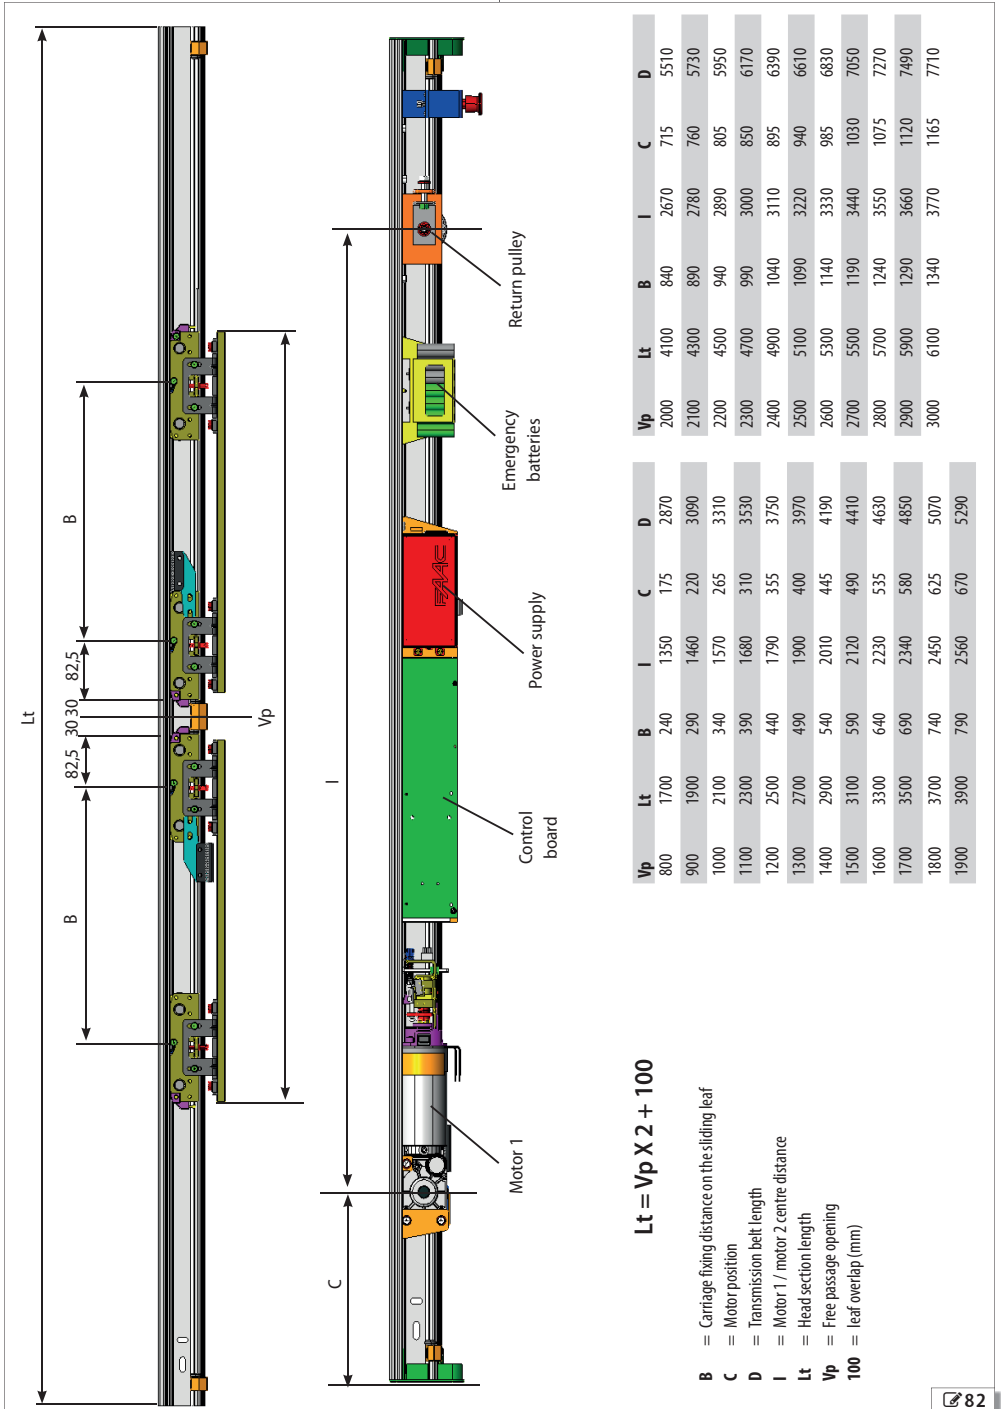 Lt
B
82,5
30 30
82,5
B
Vp
I
C
Return pulley
Emergency
batteries
Power supply
FAAC
Control
board
Motor 1
Lt = Vp X 2 + 100
B = Carriage fixing distance on the sliding leaf
C = Motor position
D = Transmission belt length
I = Motor 1 / motor 2 centre distance
Lt = Head section length
Vp = Free passage opening
100 = leaf overlap (mm)
Vp Lt B I C D
800 1700 240 1350 175 2870
900 1900 290 1460 220 3090
1000 2100 340 1570 265 3310
1100 2300 390 1680 310 3530
1200 2500 440 1790 355 3750
1300 2700 490 1900 400 3970
1400 2900 540 2010 445 4190
1500 3100 590 2120 490 4410
1600 3300 640 2230 535 4630
1700 3500 690 2340 580 4850
1800 3700 740 2450 625 5070
1900 3900 790 2560 670 5290
Vp Lt B I C D
2000 4100 840 2670 715 5510
2100 4300 890 2780 760 5730
2200 4500 940 2890 805 5950
2300 4700 990 3000 850 6170
2400 4900 1040 3110 895 6390
2500 5100 1090 3220 940 6610
2600 5300 1140 3330 985 6830
2700 5500 1190 3440 1030 7050
2800 5700 1240 3550 1075 7270
2900 5900 1290 3660 1120 7490
3000 6100 1340 3770 1165 7710
82